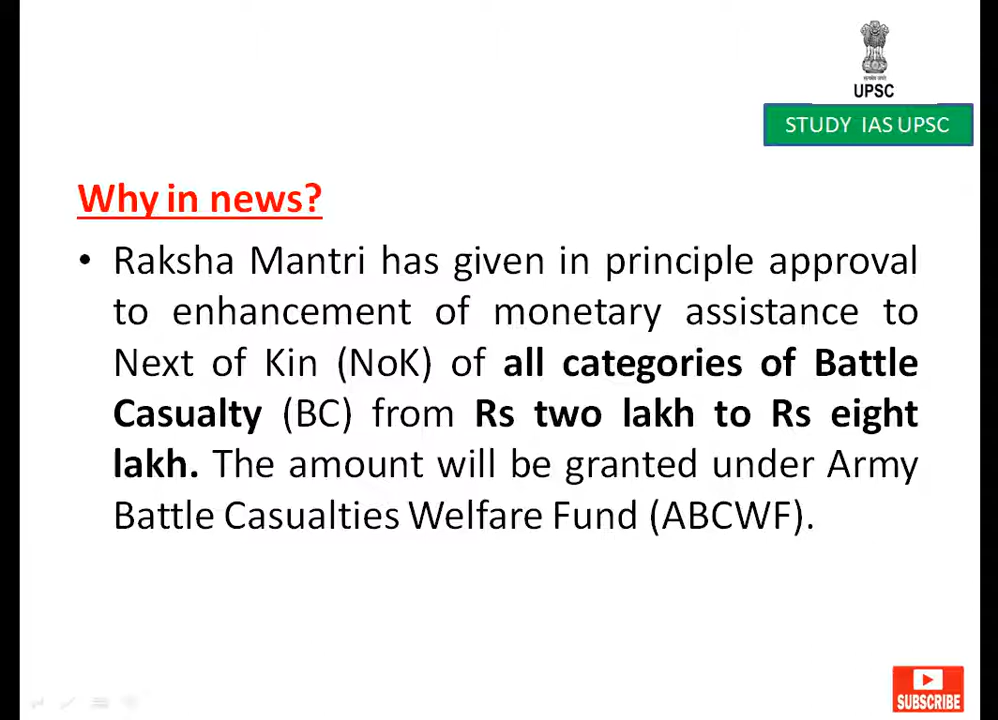 UPSC
STUDY IAS UPSC
Why in news?
• Raksha Mantri has given in principle approval
to enhancement of monetary assistance to
Next of Kin (NoK) of all categories of Battle
Casualty (BC) from Rs two lakh to Rs eight
lakh. The amount will be granted under Army
Battle Casualties Welfare Fund (ABCWF).
SUBSCRIBE